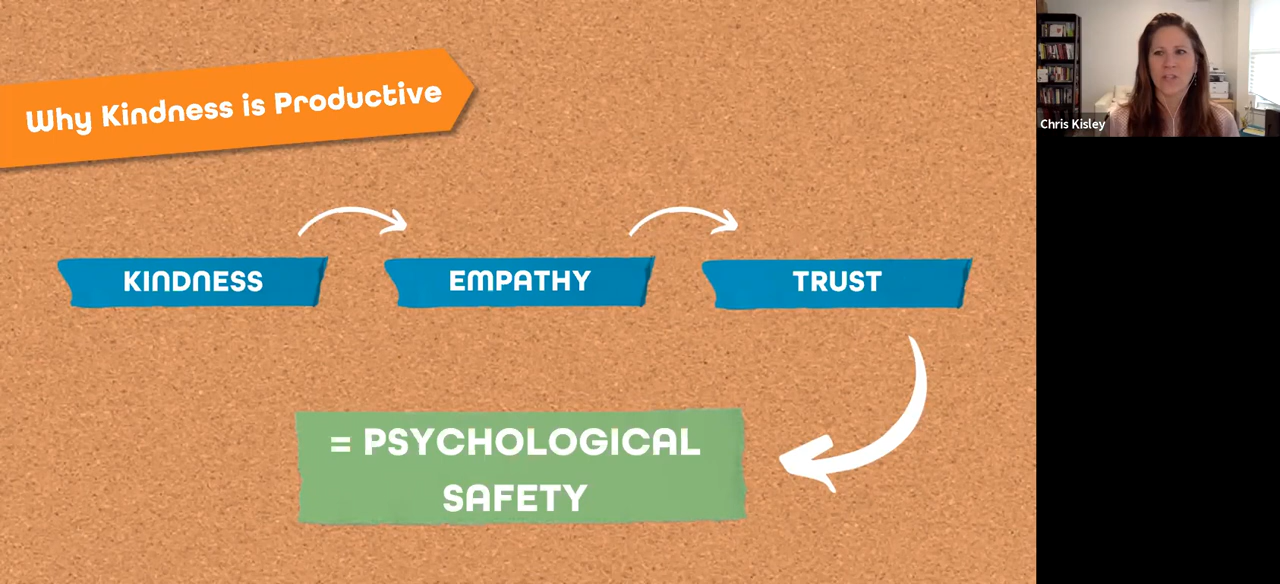 Why Kindness is Productive
Chris Kisley
KINDNESS
EMPATHY
TRUST
= PSYCHOLOGICAL
SAFETY